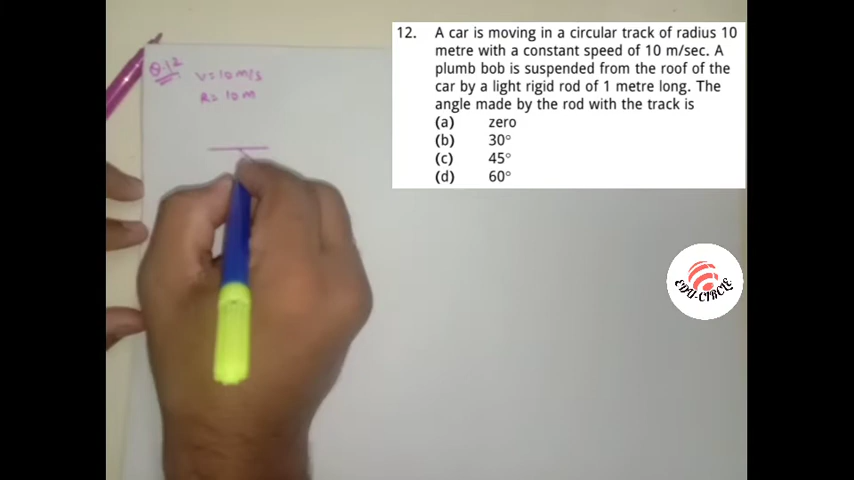 Q.12
V=10m/s
R= 10m
12. A car is moving in a circular track of radius 10
metre with a constant speed of 10 m/sec. A
plumb bob is suspended from the roof of the
car by a light rigid rod of 1 metre long. The
angle made by the rod with the track is
(a) zero
(b) 30°
(c) 45°
(d) 60°
EDU-CIRCLE